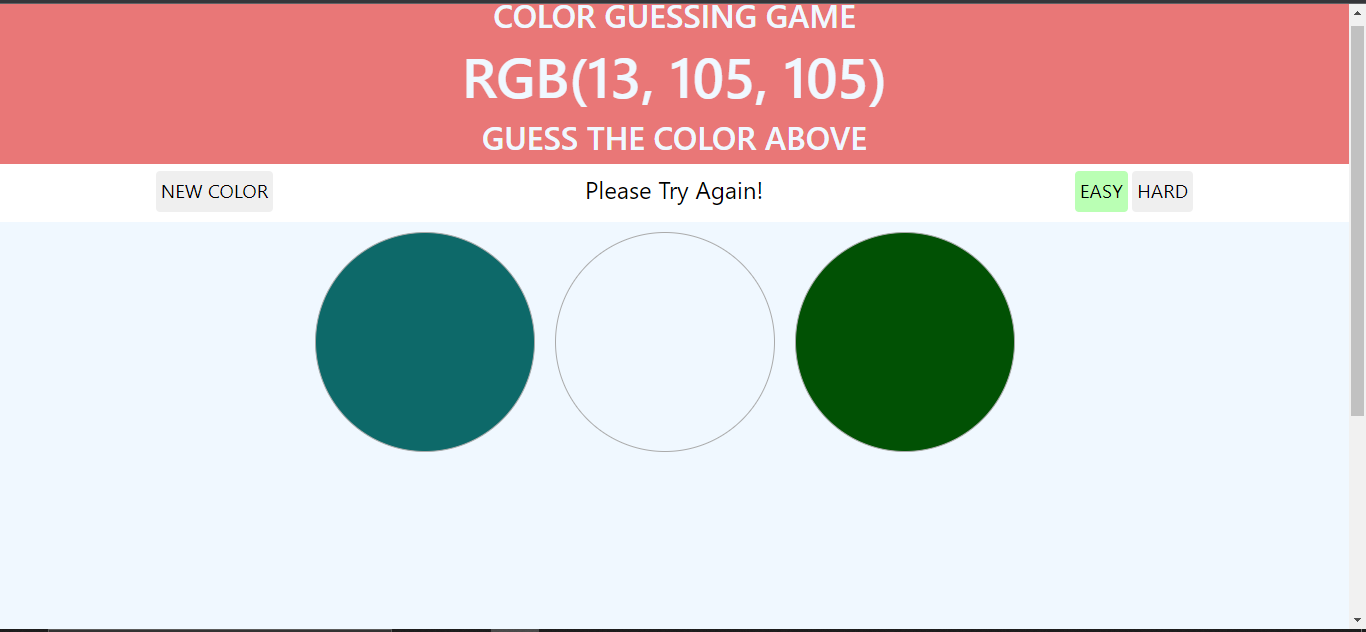 COLOR GUESSING GAME
RGB(13, 105, 105)
GUESS THE COLOR ABOVE
NEW COLOR Please Try Again! EASY HARD